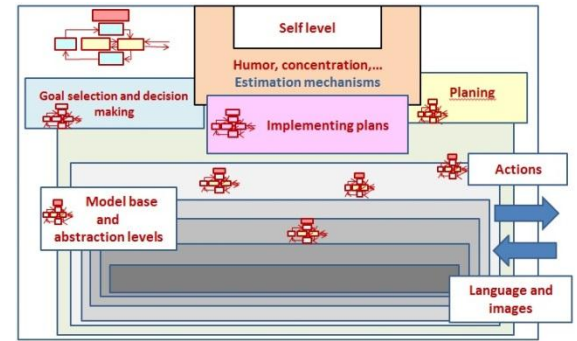 Self level
Humor, concentration,...
Estimation mechanisms
Goal selection and decision
making
Planing
Implementing plans
Actions
Model base
and
abstraction levels
Language and
images